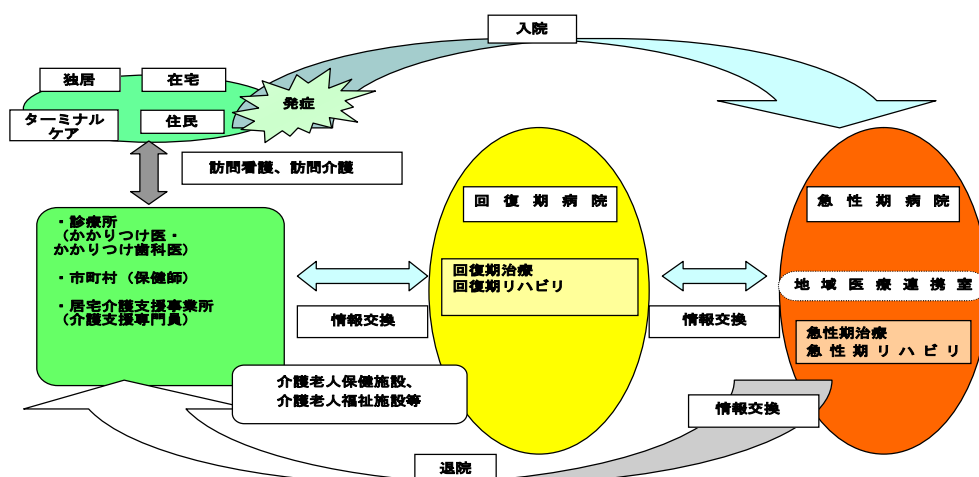 入院
独居
在宅
発症
ターミナル
ケア
住民
訪問看護、訪問介護
回復期病院
急性期病院
・診療所
(かかりつけ医・
かかりつけ歯科医)
・市町村(保健師)
・居宅介護支援事業所
(介護支援専門員)
回復期治療
回復期リハビリ
地域医療連携室
情報交換
情報交換
急性期治療
急性期リハビリ
介護老人保健施設、
介護老人福祉施設等
情報交換
退院